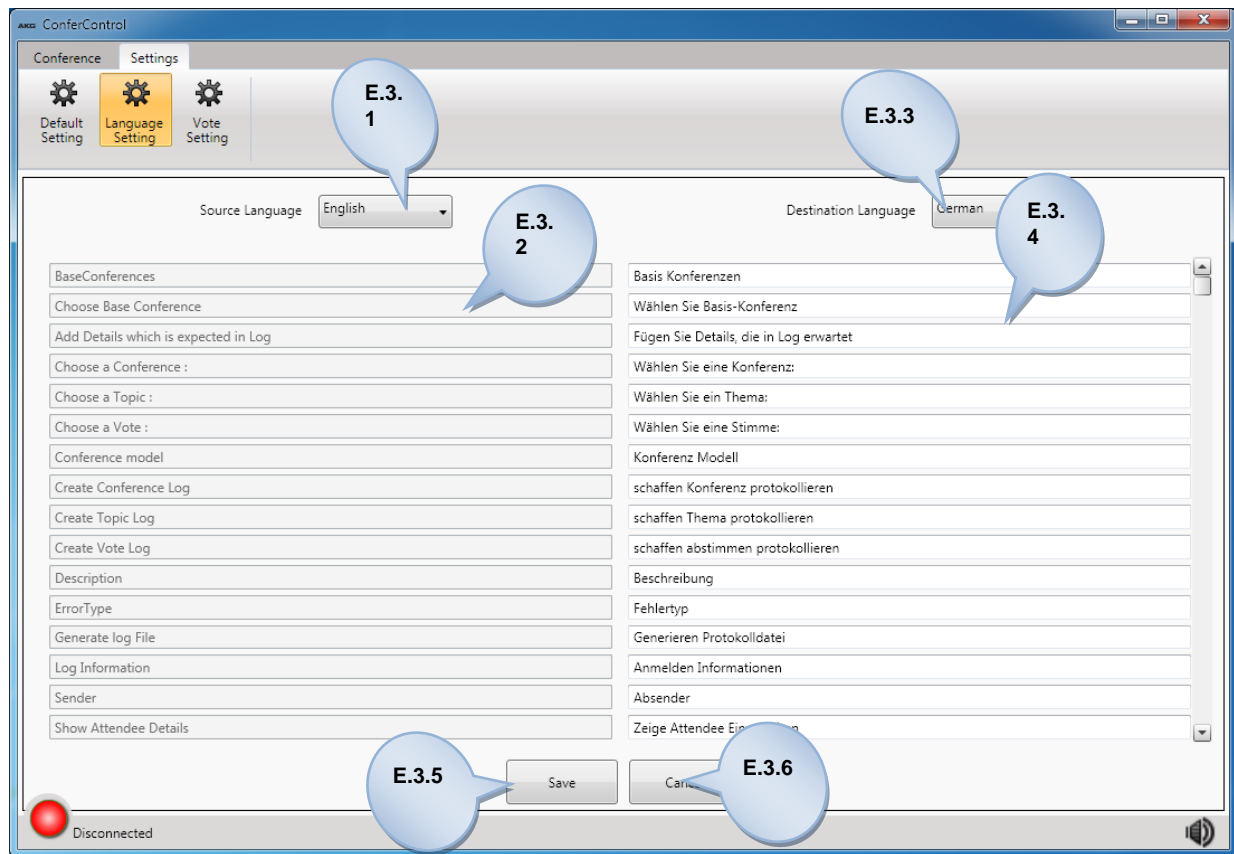 AKG ConferControl
Conference Settings
Default
Setting
Language
Setting
Vote
Setting
E.3.
1
E.3.3
Source Language English
E.3.
2
Destination Language German
E.3.
4
BaseConferences Basis Konferenzen
Choose Base Conference Wählen Sie Basis-Konferenz
Add Details which is expected in Log Fügen Sie Details, die in Log erwartet
Choose a Conference : Wählen Sie eine Konferenz:
Choose a Topic : Wählen Sie ein Thema:
Choose a Vote : Wählen Sie eine Stimme:
Conference model Konferenz Modell
Create Conference Log schaffen Konferenz protokollieren
Create Topic Log schaffen Thema protokollieren
Create Vote Log schaffen abstimmen protokollieren
Description Beschreibung
ErrorType Fehlertyp
Generate log File Generieren Protokolldatei
Log Information Anmelden Informationen
Sender Absender
Show Attendee Details Zeige Attendee
E.3.5
Save
E.3.6
Disconnected